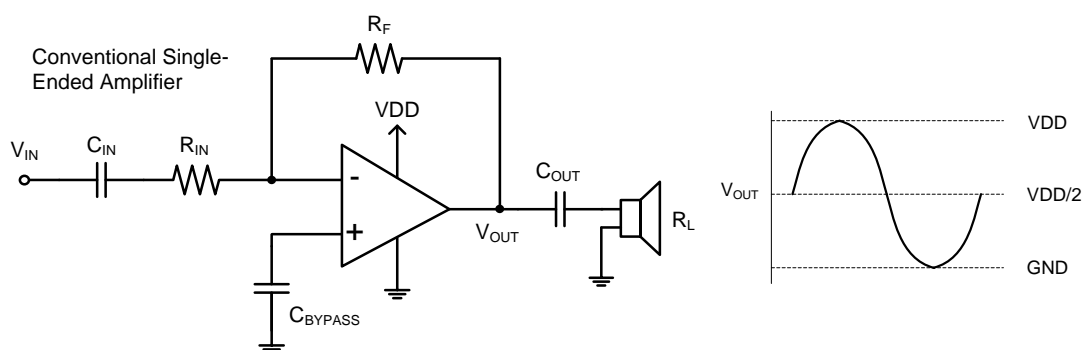 Conventional Single-
Ended Amplifier
R_F
VDD
V_IN
C_IN
R_IN
-
+
C_OUT
V_OUT
R_L
C_BYPASS
VDD
V_OUT
VDD/2
GND